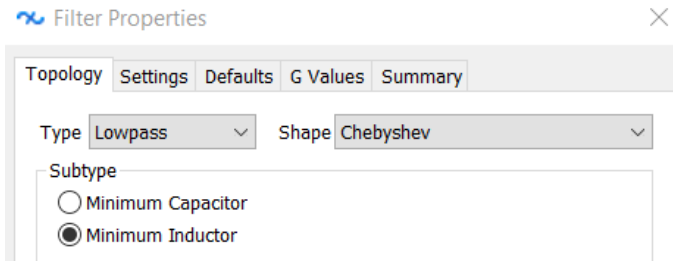 Filter Properties
Topology Settings Defaults G Values Summary
Type Lowpass Shape Chebyshev
Subtype
Minimum Capacitor
Minimum Inductor